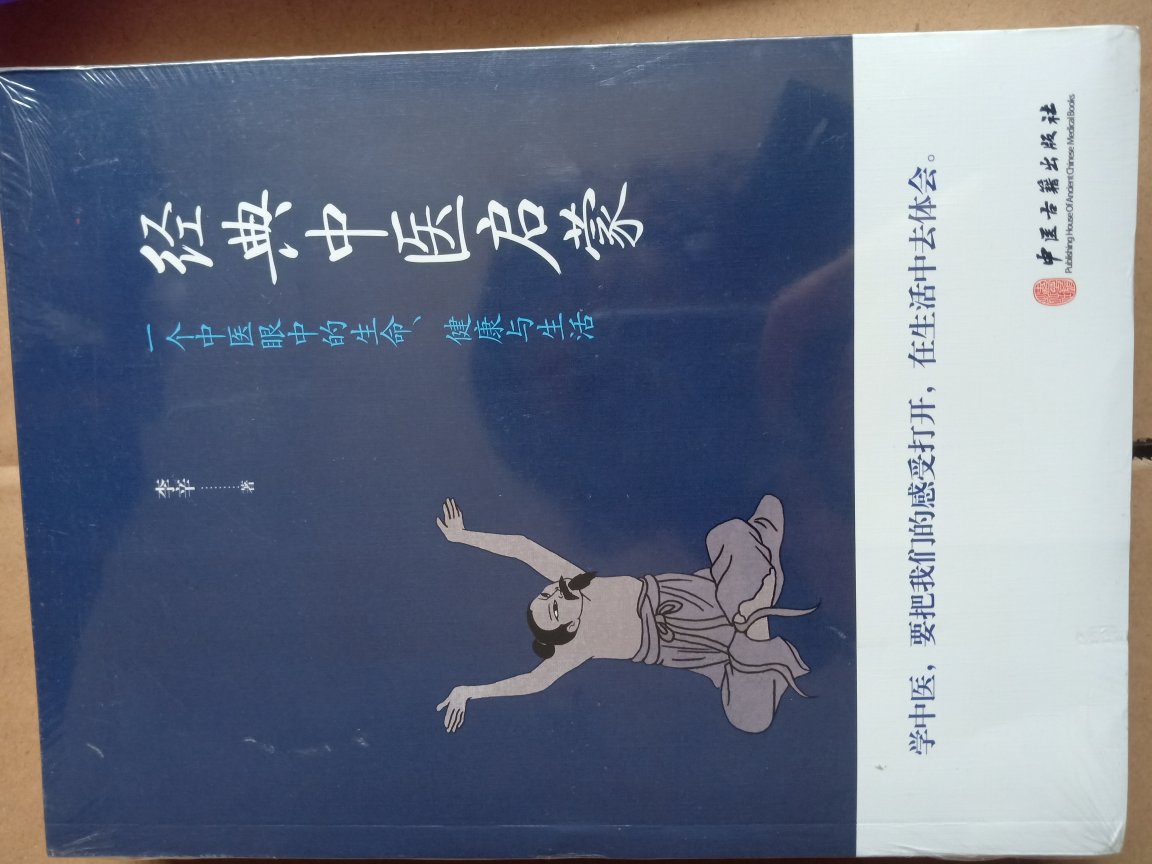 经典中医启蒙
一个中医眼中的生命、健康与生活
李辛 ········· 著
学中医，要把我们的感受打开，在生活中去体会。
中医古籍出版社
Publishing House Of Ancient Chinese Medical Books